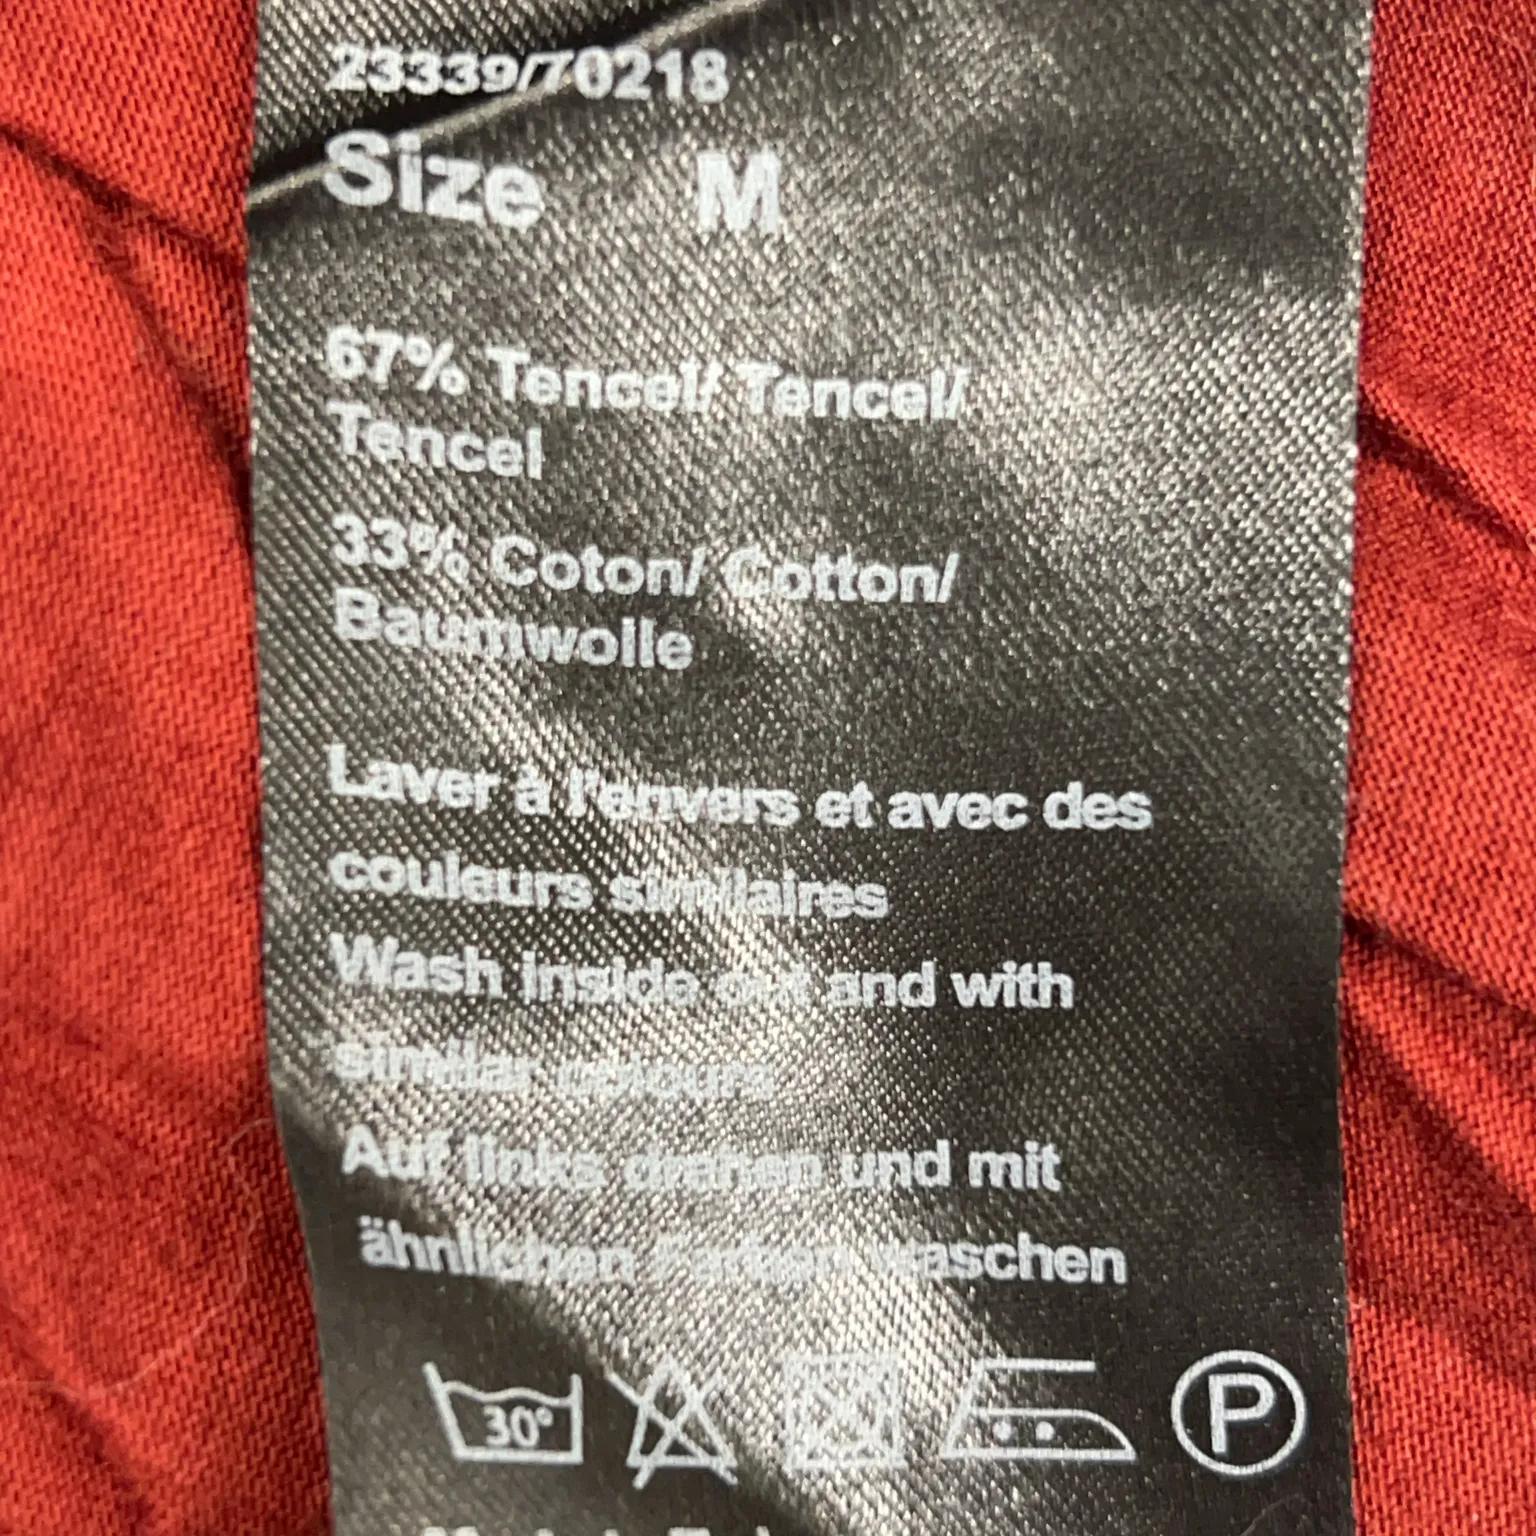 23339/70218
Size M
67% Tencel/ Tencel/
Tencel
33% Coton/ Cotton/
Baumwolle
Laver à l'envers et avec des
couleurs similaires
Wash inside out and with
similar colours
Auf links drahen und mit
ähnlichen Farben waschen
30°
P